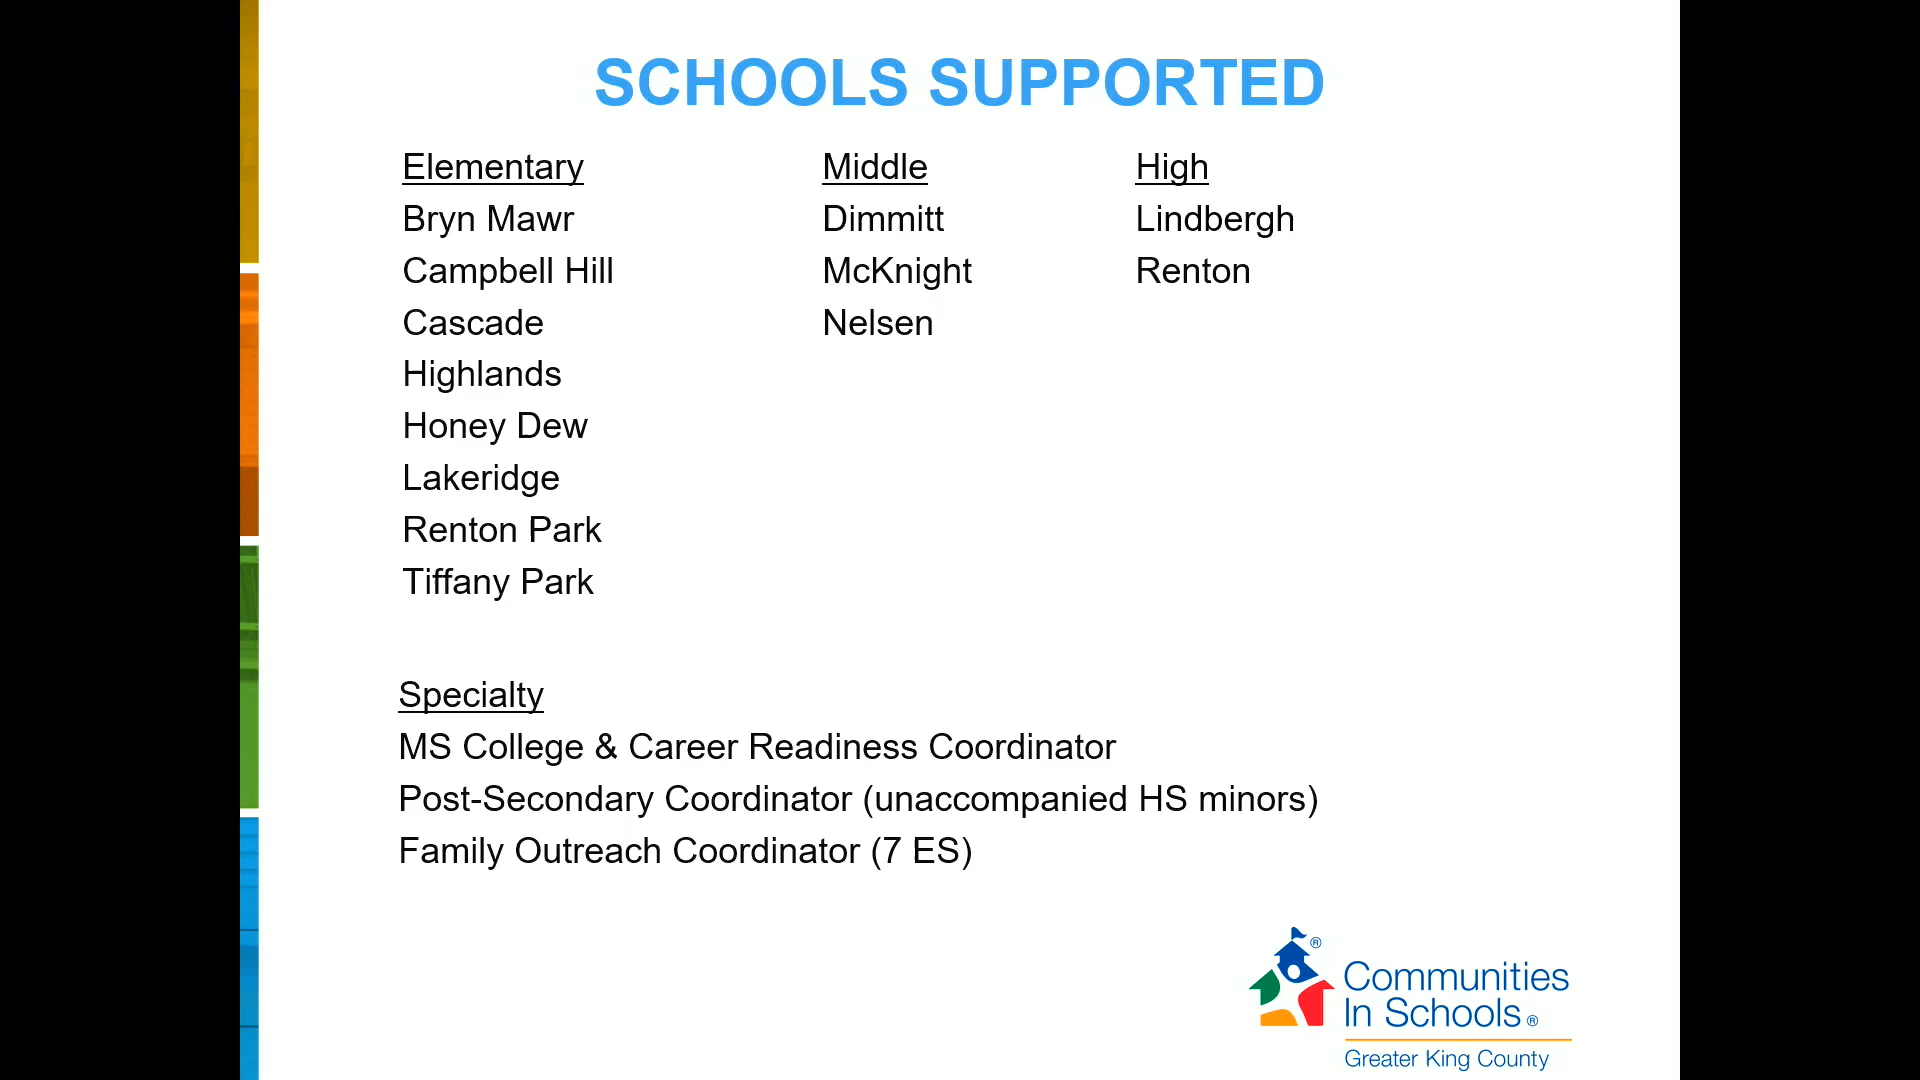 SCHOOLS SUPPORTED
Elementary
Bryn Mawr
Campbell Hill
Cascade
Highlands
Honey Dew
Lakeridge
Renton Park
Tiffany Park
Middle
Dimmitt
McKnight
Nelsen
High
Lindbergh
Renton
Specialty
MS College & Career Readiness Coordinator
Post-Secondary Coordinator (unaccompanied HS minors)
Family Outreach Coordinator (7 ES)
®
Communities
In Schools®
Greater King County